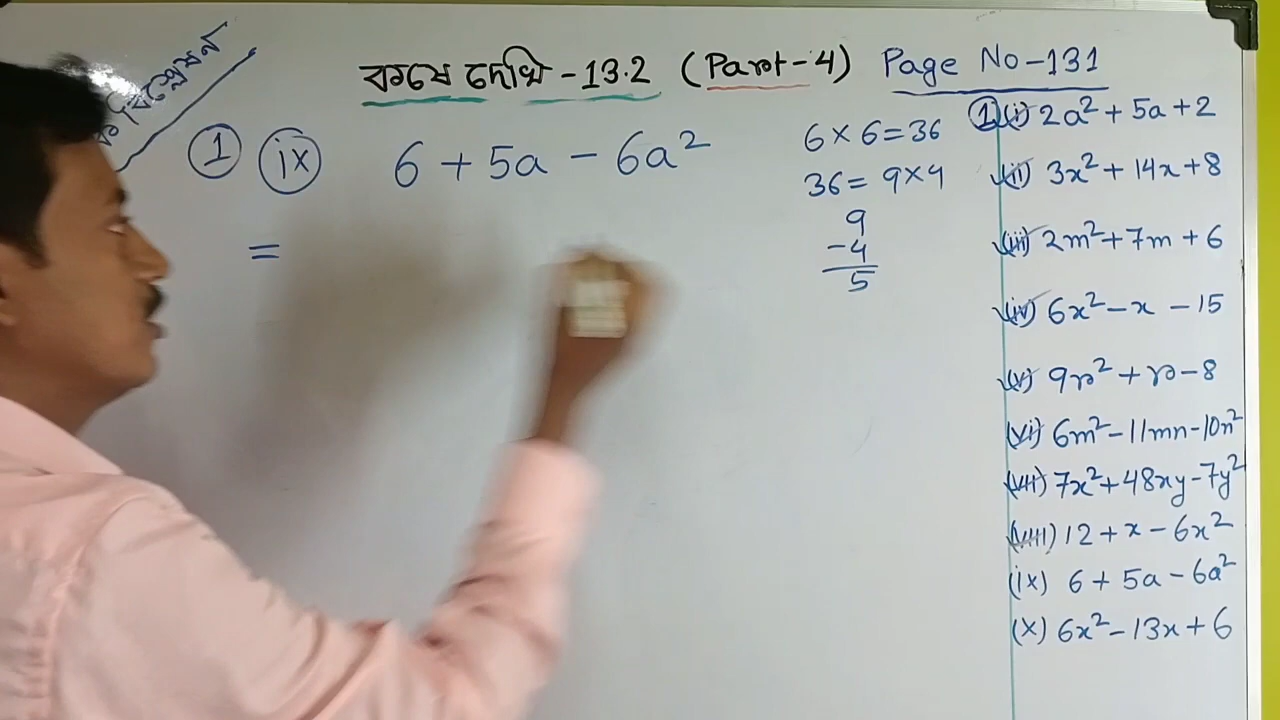 বিশ্লেষণ
কষে দেখি - 13.2 (Part-4) Page No-131
1 ix 6 + 5a - 6a²
=
6 × 6 = 36
36 = 9 × 4
9
-4
5
1 (i) 2a² + 5a + 2
(ii) 3x² + 14x + 8
(iii) 2m² + 7m + 6
(iv) 6x² - x - 15
(v) 9r² + r - 8
(vi) 6m² - 11mn - 10n²
(vii) 7x² + 48xy - 7y²
(viii) 12 + x - 6x²
(ix) 6 + 5a - 6a²
(x) 6x² - 13x + 6